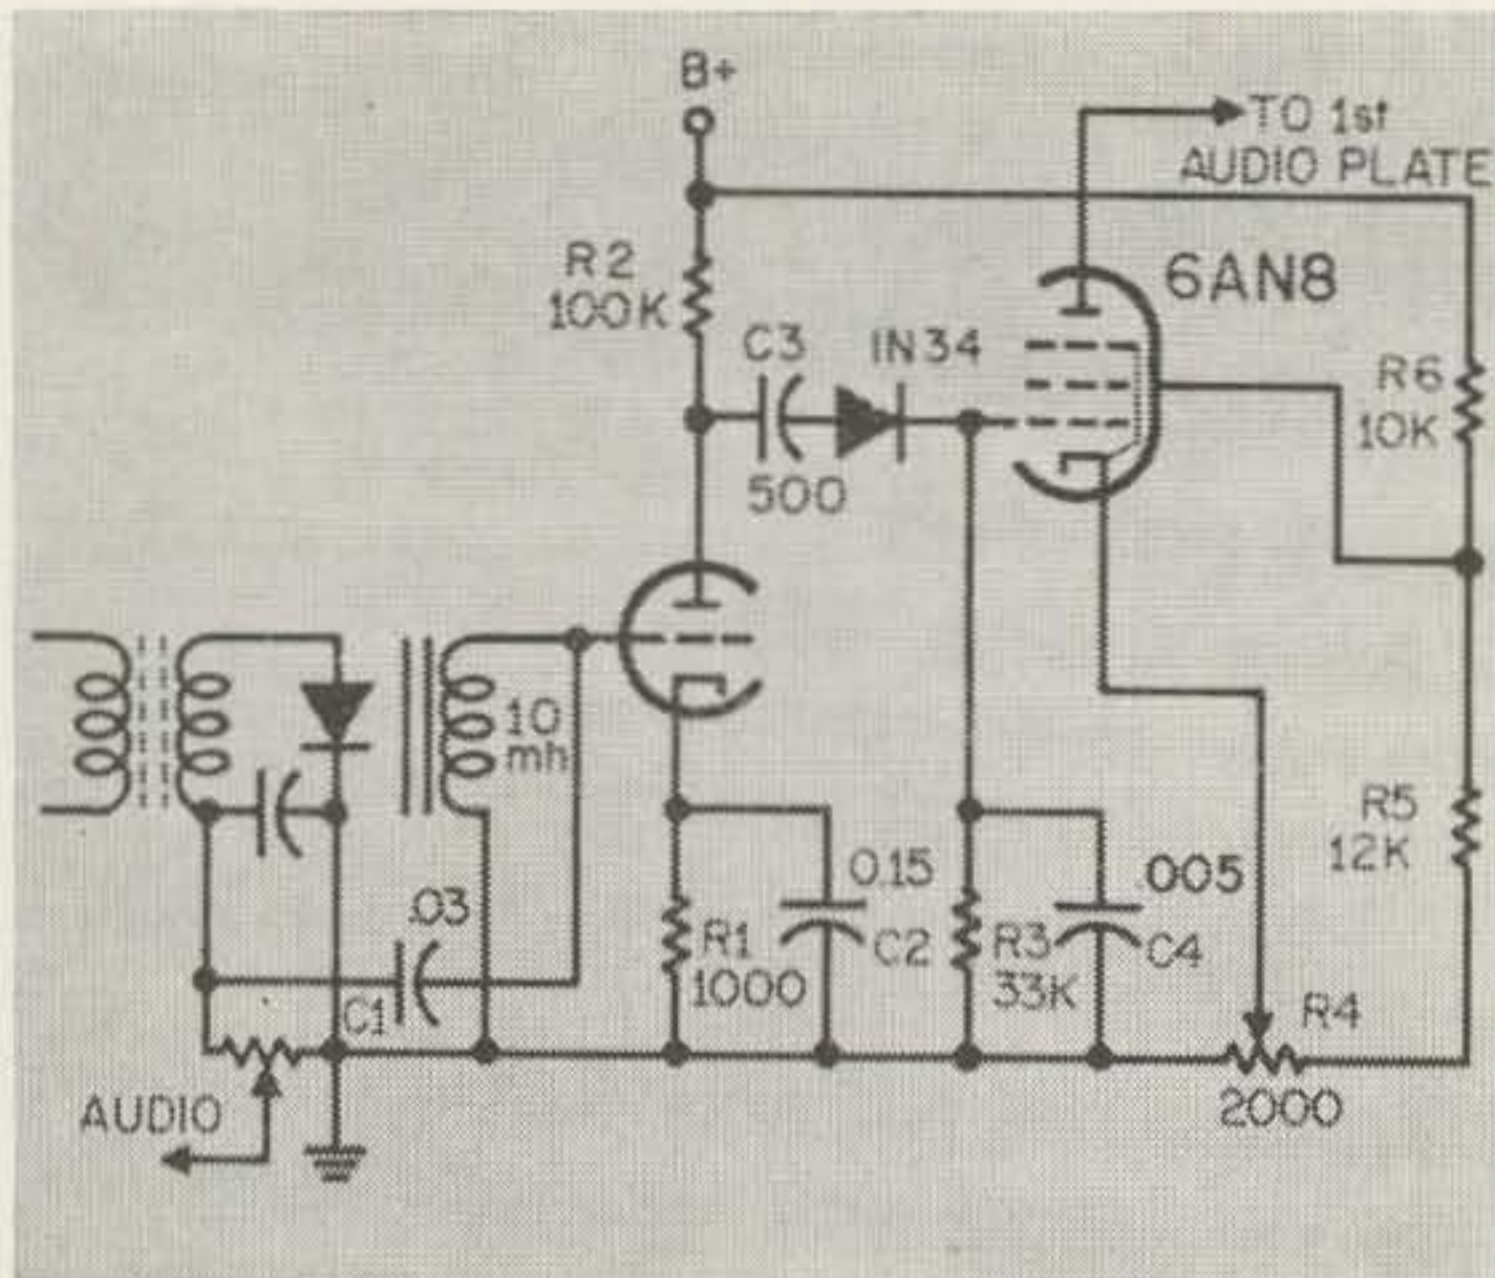 B+
TO 1st
AUDIO PLATE
R2
100K
6AN8
C3
IN34
500
R6
10K
10
mh
R5
12K
.03
C1
0.15
C2
R1
1000
.005
C4
R3
33K
R4
2000
AUDIO